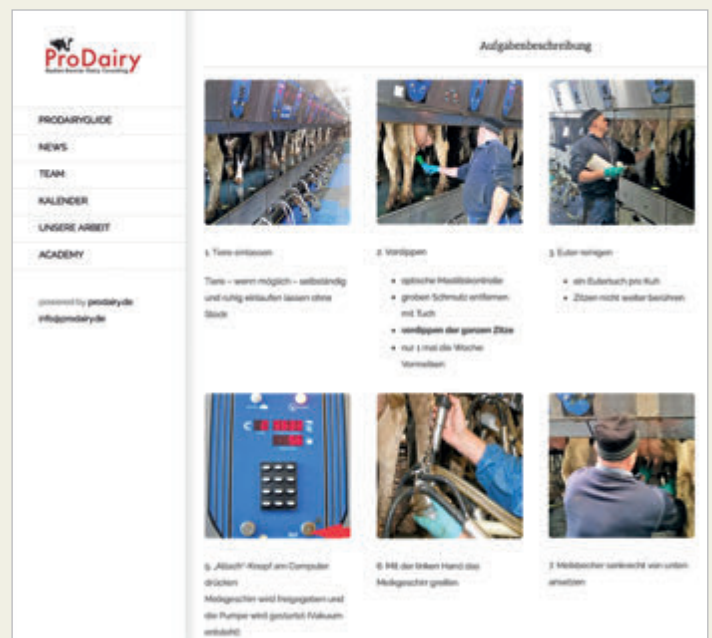 ProDairy
PRODAIRYGUIDE
NEWS
TEAM
KALENDER
UNSERE ARBEIT
ACADEMY
powered by prodairy.de
info@prodairy.de
Aufgabenbeschreibung
1. Tiere einlassen
Tiere – wenn möglich – selbständig
und ruhig einlaufen lassen ohne
Stock
2. Vordippen
optische Mastitiskontrolle
groben Schmutz entfernen
mit Tuch
vordippen der ganzen Zitze
nur 1 mal die Woche:
Vormelken
3. Euter reinigen
ein Eutertuch pro Kuh
Zitzen nicht weiter berühren
5. „Attach“-Knopf am Computer
drücken
Melkgeschirr wird freigegeben und
die Pumpe wird gestartet (Vakuum
entsteht)
6. Mit der linken Hand das
Melkgeschirr greifen
7. Melkbecher senkrecht von unten
ansetzen